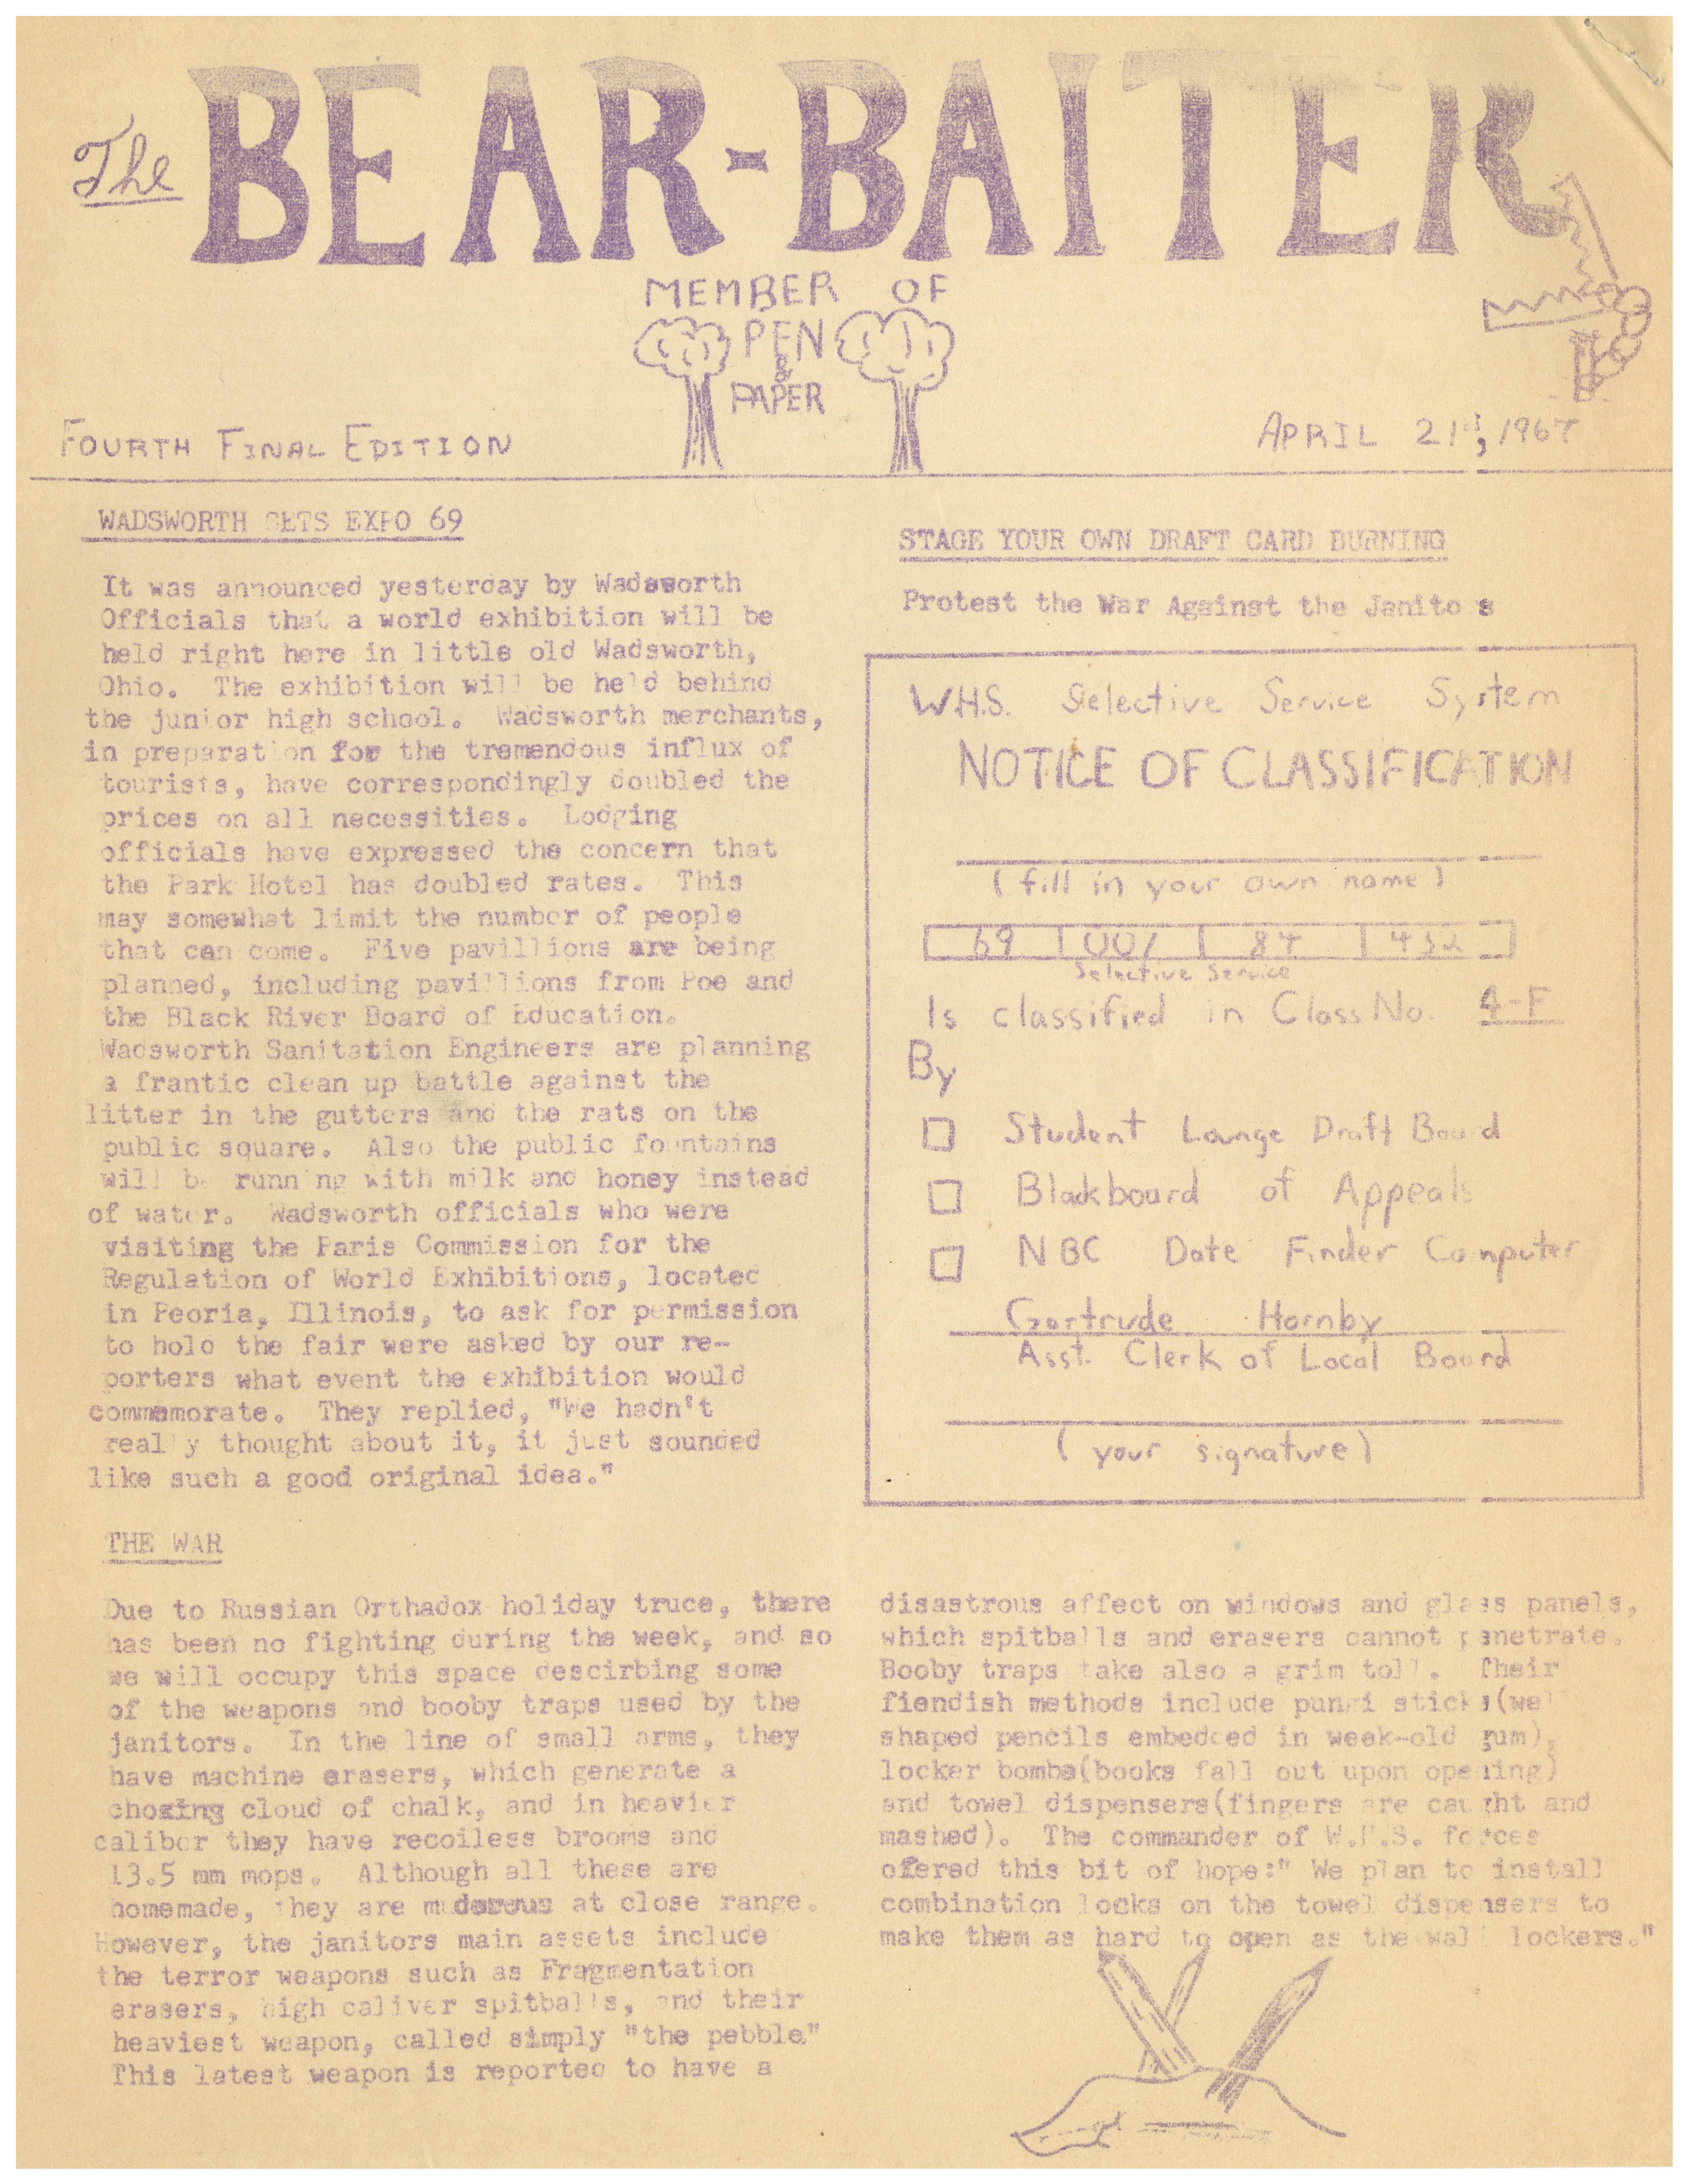 The BEAR-BAITER
MEMBER OF
PEN
&
PAPER
FOURTH FINAL EDITION
APRIL 21st, 1967
WADSWORTH GETS EXPO 69
It was announced yesterday by Wadsworth
Officials that a world exhibition will be
held right here in little old Wadsworth,
Ohio. The exhibition will be held behind
the junior high school. Wadsworth merchants,
in preparation for the tremendous influx of
tourists, have correspondingly doubled the
prices on all necessities. Lodging
officials have expressed the concern that
the Park Hotel has doubled rates. This
may somewhat limit the number of people
that can come. Five pavillions are being
planned, including pavillions from Poe and
the Black River Board of Education.
Wadsworth Sanitation Engineers are planning
a frantic clean up battle against the
litter in the gutters and the rats on the
public square. Also the public fountains
will be running with milk and honey instead
of water. Wadsworth officials who were
visiting the Paris Commission for the
Regulation of World Exhibitions, located
in Peoria, Illinois, to ask for permission
to hold the fair were asked by our re-
porters what event the exhibition would
commemorate. They replied, "We hadn't
really thought about it, it just sounded
like such a good original idea."
STAGE YOUR OWN DRAFT CARD BURNING
Protest the War Against the Janitors
W.H.S. Selective Service System
NOTICE OF CLASSIFICATION
(fill in your own name)
69 001 84 432
Selective Service
Is classified in Class No. 4-F
By
Student Lounge Draft Board
Blackboard of Appeals
NBC Date Finder Computer
Gertrude Hornby
Asst. Clerk of Local Board
(your signature)
THE WAR
Due to Russian Orthadox holiday truce, there
has been no fighting during the week, and so
we will occupy this space descirbing some
of the weapons and booby traps used by the
janitors. In the line of small arms, they
have machine erasers, which generate a
choking cloud of chalk, and in heavier
caliber they have recoiless brooms and
13.5 mm mops. Although all these are
homemade, they are muderous at close range.
However, the janitors main assets include
the terror weapons such as Fragmentation
erasers, high caliver spitballs, and their
heaviest weapon, called simply "the pebble"
This latest weapon is reported to have a
disastrous affect on windows and glass panels,
which spitballs and erasers cannot penetrate.
Booby traps take also a grim toll. Their
fiendish methods include pungi sticks(well
shaped pencils embedded in week-old gum),
locker bombs(books fall out upon opening)
and towel dispensers(fingers are caught and
mashed). The commander of W.H.S. forces
ofered this bit of hope:" We plan to install
combination locks on the towel dispensers to
make them as hard to open as the wall lockers."